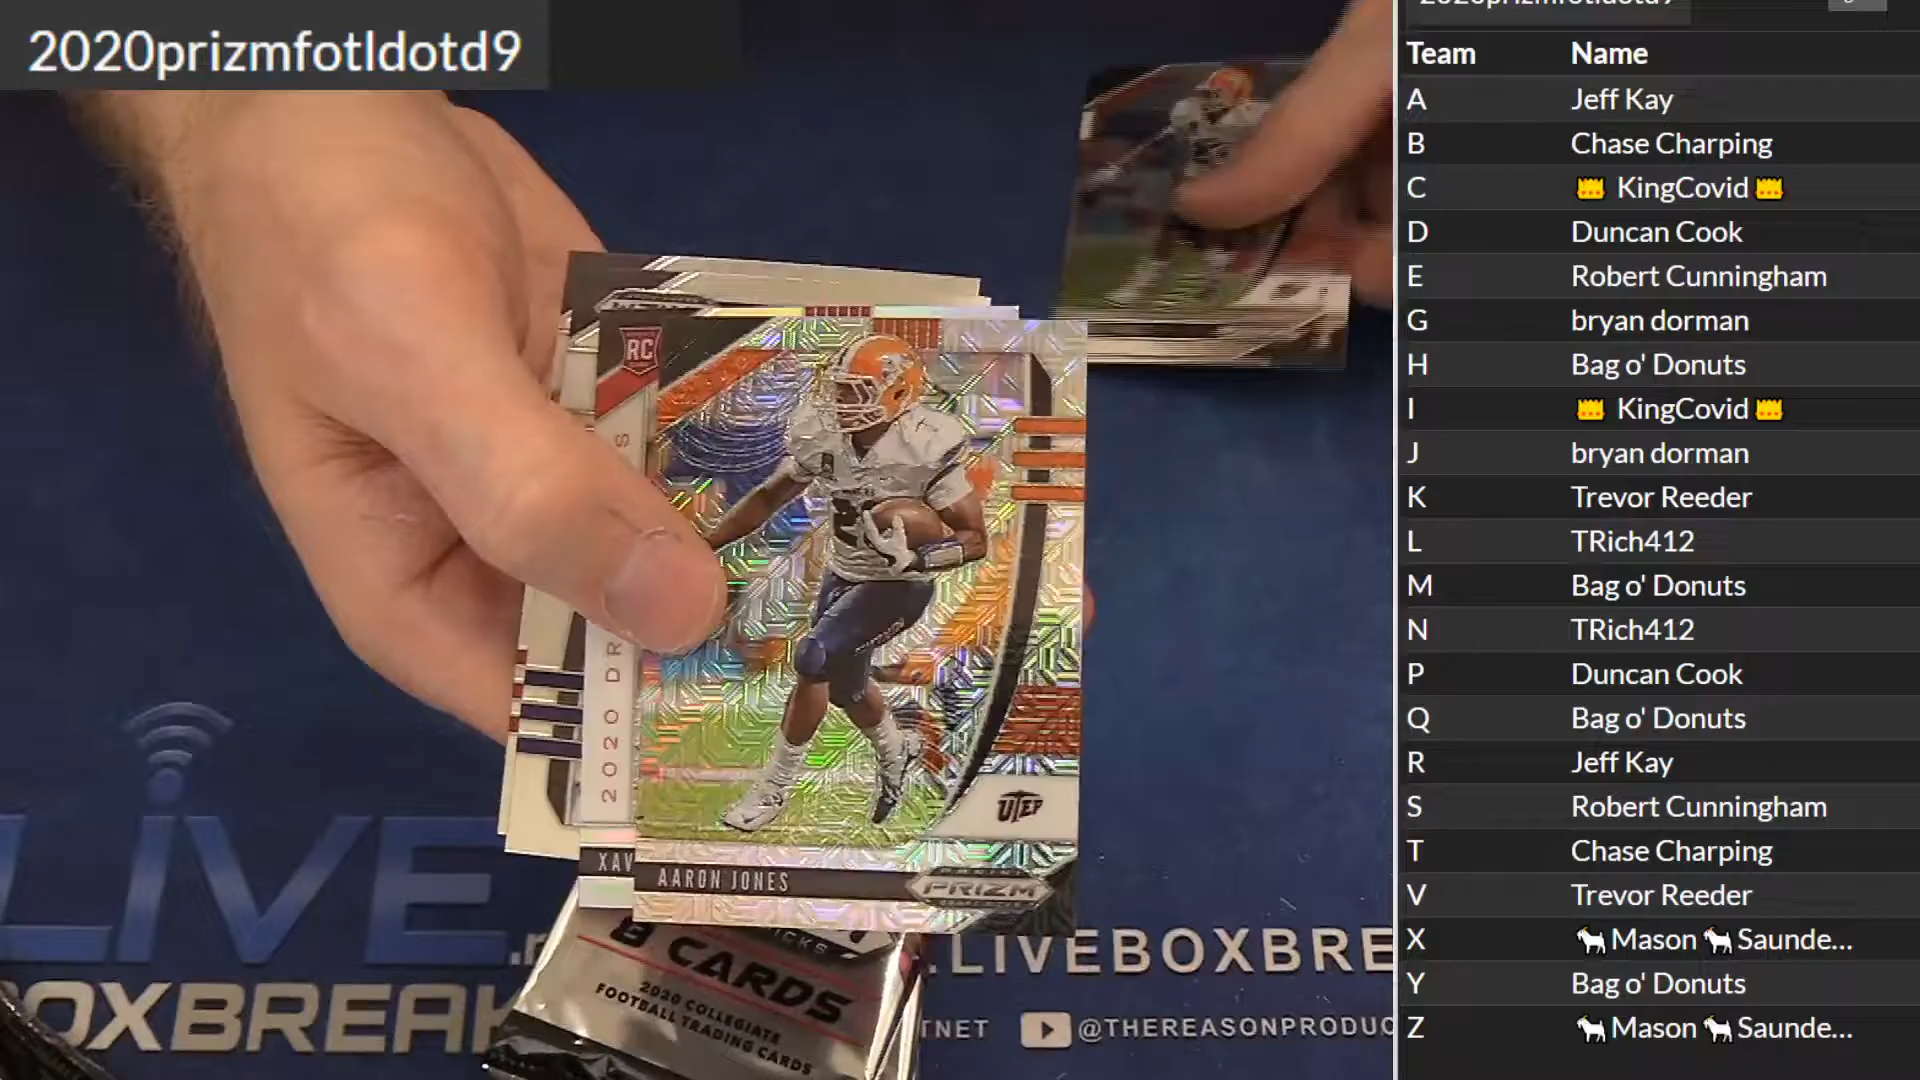 2020prizmfotldotd9
Team Name
A Jeff Kay
B Chase Charping
C KingCovid
D Duncan Cook
E Robert Cunningham
G bryan dorman
H Bag o' Donuts
I KingCovid
J bryan dorman
K Trevor Reeder
L TRich412
M Bag o' Donuts
N TRich412
P Duncan Cook
Q Bag o' Donuts
R Jeff Kay
S Robert Cunningham
T Chase Charping
V Trevor Reeder
X Mason Saunde...
Y Bag o' Donuts
Z Mason Saunde...
RC
2020 DR
UTEP
XAV
AARON JONES
PRIZM
8 CARDS
2020 COLLEGIATE
FOOTBALL TRADING CARDS
LIVE
OXBREAK
.LIVEBOXBRE
TNET
@THEREASONPRODUC